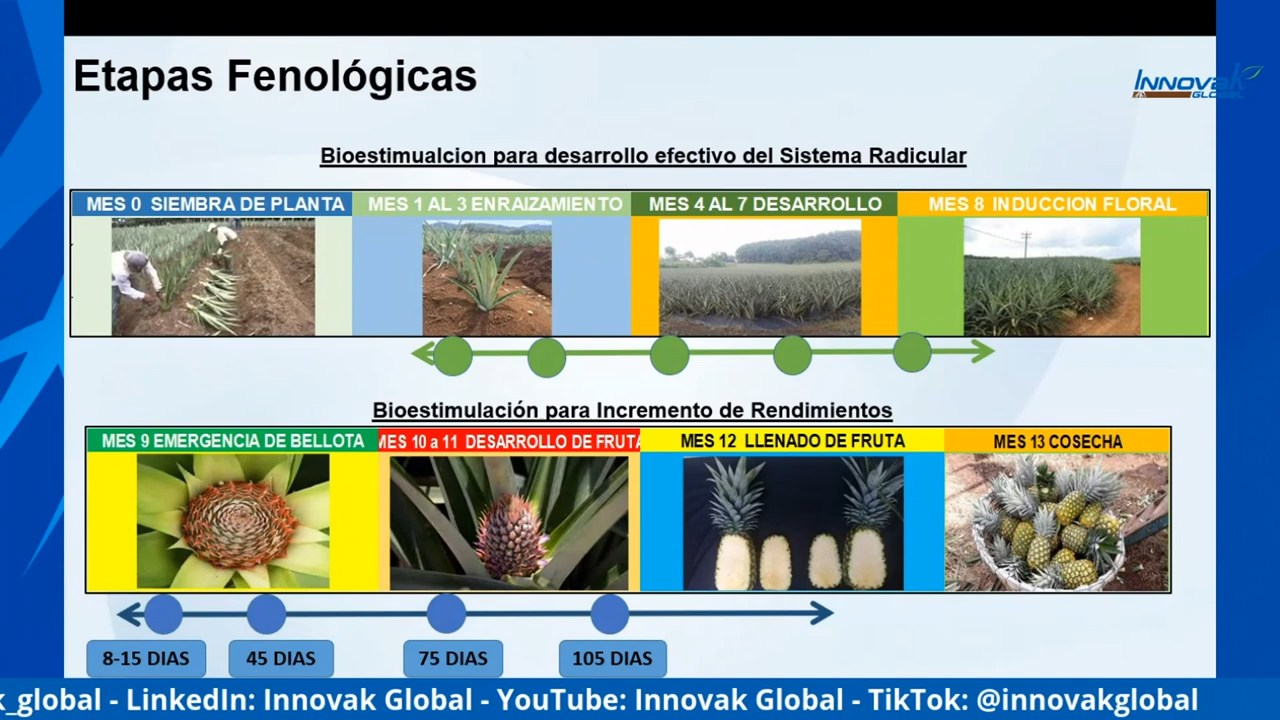 Etapas Fenológicas
INNOVAK
GLOBAL
Bioestimualcion para desarrollo efectivo del Sistema Radicular
MES 0 SIEMBRA DE PLANTA
MES 1 AL 3 ENRAIZAMIENTO
MES 4 AL 7 DESARROLLO
MES 8 INDUCCION FLORAL
Bioestimulación para Incremento de Rendimientos
MES 9 EMERGENCIA DE BELLOTA
MES 10 a 11 DESARROLLO DE FRUTA
MES 12 LLENADO DE FRUTA
MES 13 COSECHA
8-15 DIAS
45 DIAS
75 DIAS
105 DIAS
k_global - LinkedIn: Innovak Global - YouTube: Innovak Global - TikTok: @innovakglobal